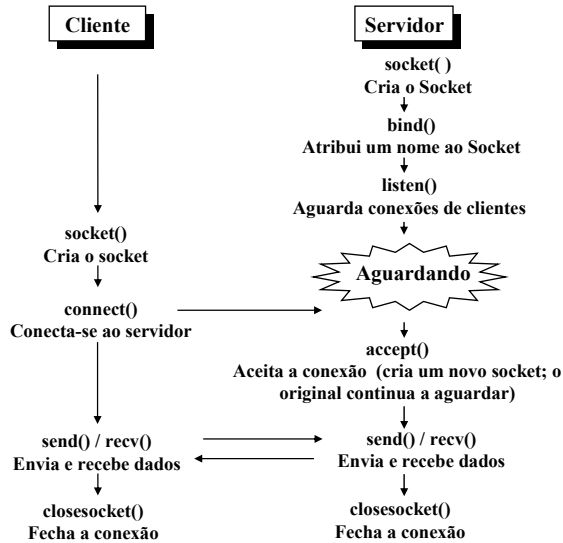 Cliente
socket()
Cria o socket
connect()
Conecta-se ao servidor
send() / recv()
Envia e recebe dados
closesocket()
Fecha a conexão
Servidor
socket( )
Cria o Socket
bind()
Atribui um nome ao Socket
listen()
Aguarda conexões de clientes
Aguardando
accept()
Aceita a conexão (cria um novo socket; o
original continua a aguardar)
send() / recv()
Envia e recebe dados
closesocket()
Fecha a conexão